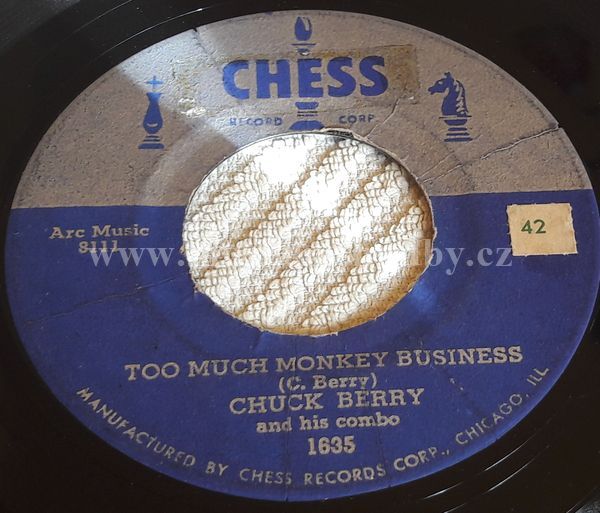 CHESS
RECORD CORP
Arc Music
8111
42
TOO MUCH MONKEY BUSINESS
(C. Berry)
CHUCK BERRY
and his combo
1635
MANUFACTURED BY CHESS RECORDS CORP., CHICAGO, ILL